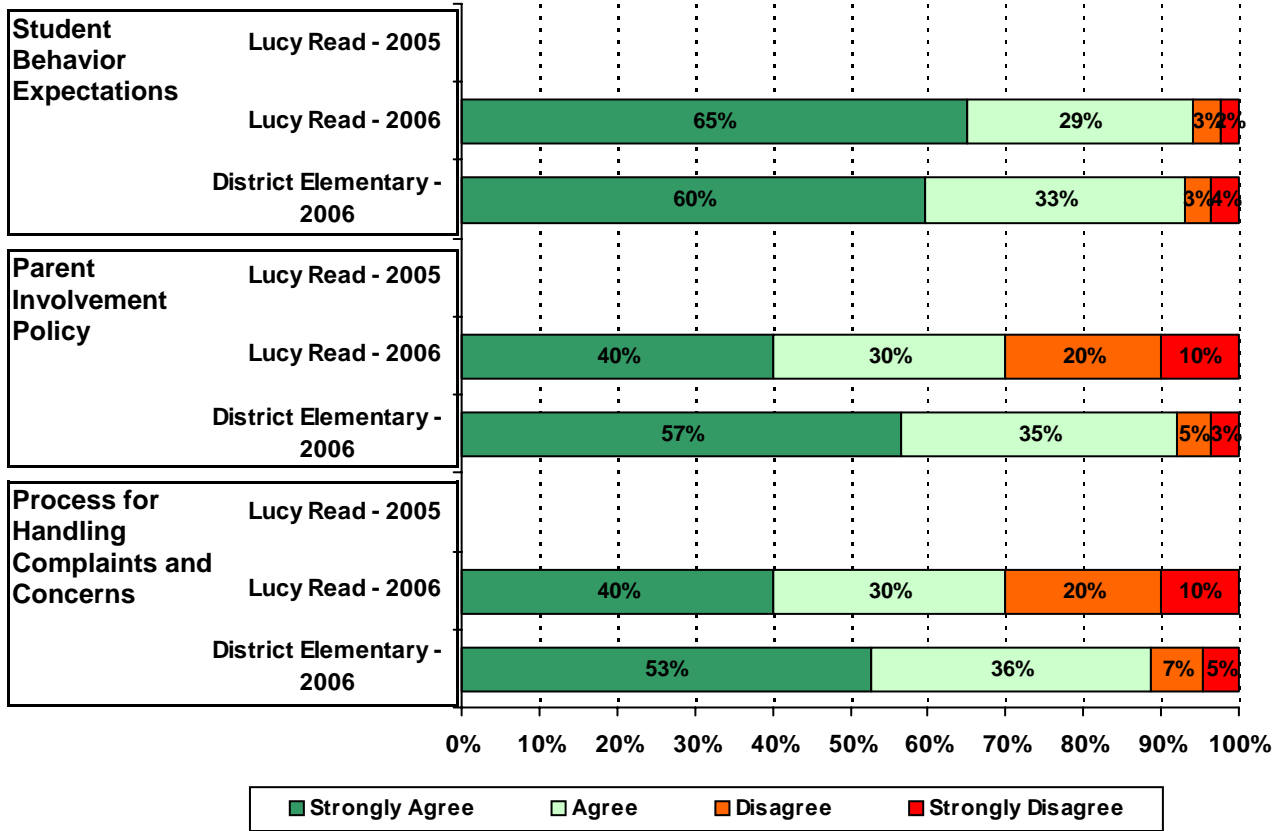 Student
Behavior
Expectations
Lucy Read - 2005
Lucy Read - 2006
65% 29% 3% 2%
District Elementary -
2006
60% 33% 3% 4%
Parent
Involvement
Policy
Lucy Read - 2005
Lucy Read - 2006
40% 30% 20% 10%
District Elementary -
2006
57% 35% 5% 3%
Process for
Handling
Complaints and
Concerns
Lucy Read - 2005
Lucy Read - 2006
40% 30% 20% 10%
District Elementary -
2006
53% 36% 7% 5%
0% 10% 20% 30% 40% 50% 60% 70% 80% 90% 100%
Strongly Agree Agree Disagree Strongly Disagree